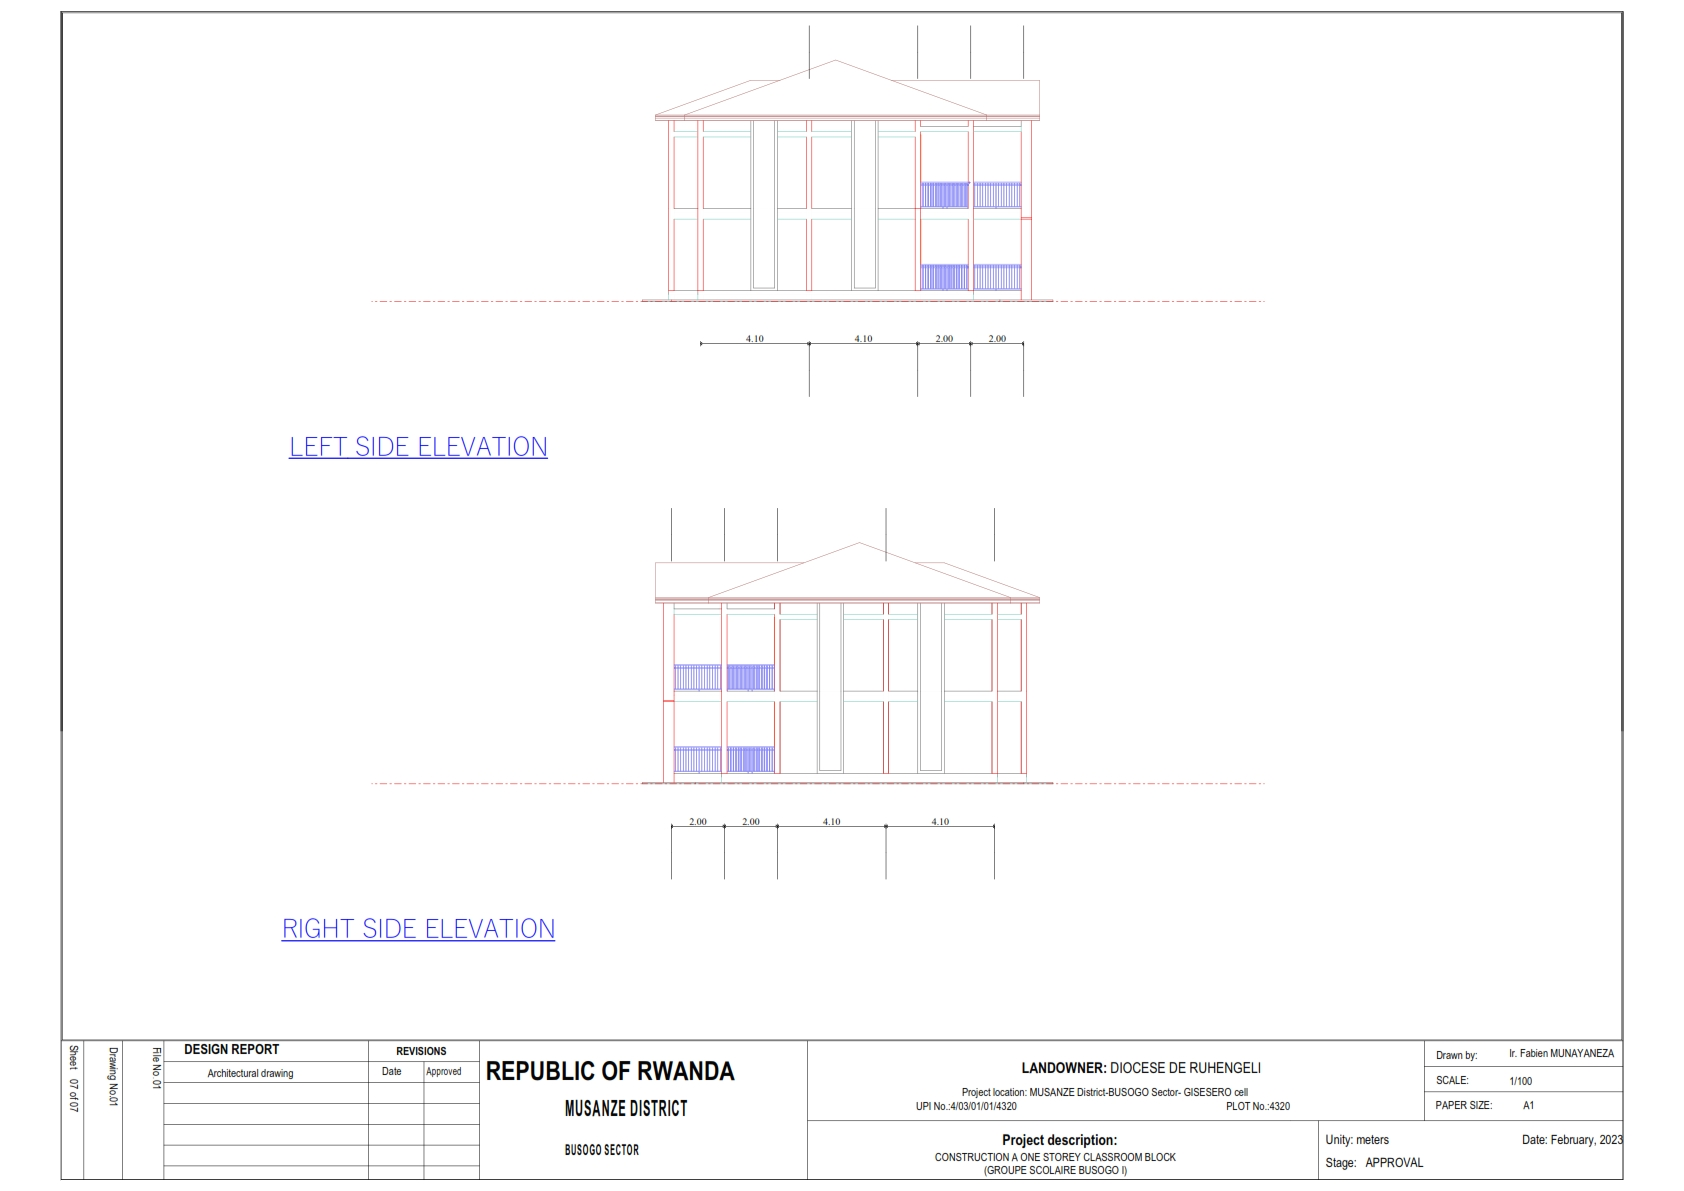 4.10 4.10 2.00 2.00
LEFT SIDE ELEVATION
2.00 2.00 4.10 4.10
RIGHT SIDE ELEVATION
Sheet 07 of 07
Drawing No.01
File No 01
DESIGN REPORT
Architectural drawing
REVISIONS
Date Approved
REPUBLIC OF RWANDA
MUSANZE DISTRICT
BUSOGO SECTOR
LANDOWNER: DIOCESE DE RUHENGELI
Project location: MUSANZE District-BUSOGO Sector- GISESERO cell
UPI No.:4/03/01/01/4320 PLOT No.:4320
Project description:
CONSTRUCTION A ONE STOREY CLASSROOM BLOCK
(GROUPE SCOLAIRE BUSOGO I)
Drawn by: Ir. Fabien MUNAYANEZA
SCALE: 1/100
PAPER SIZE: A1
Unity: meters Date: February, 2023
Stage: APPROVAL